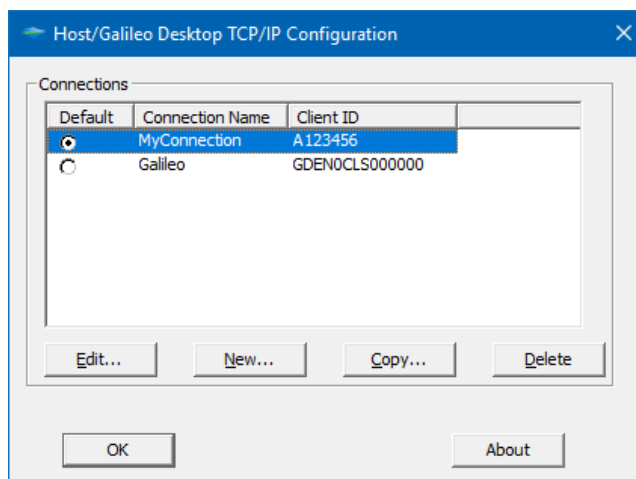 Host/Galileo Desktop TCP/IP Configuration
Connections
Default Connection Name Client ID
MyConnection A123456
Galileo GDEN0CLS000000
Edit... New... Copy... Delete
OK About